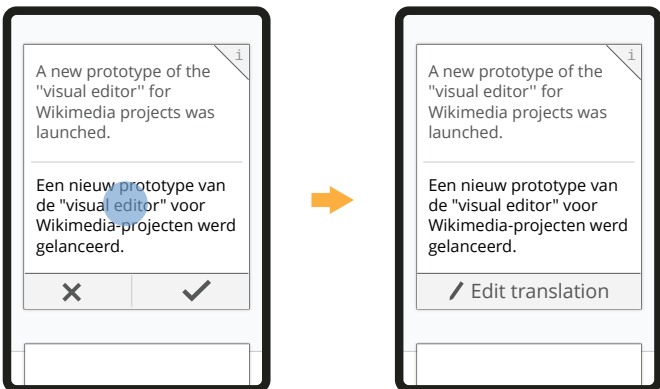 i
A new prototype of the
"visual editor" for
Wikimedia projects was
launched.
Een nieuw prototype van
de "visual editor" voor
Wikimedia-projecten werd
gelanceerd.
i
A new prototype of the
"visual editor" for
Wikimedia projects was
launched.
Een nieuw prototype van
de "visual editor" voor
Wikimedia-projecten werd
gelanceerd.
Edit translation